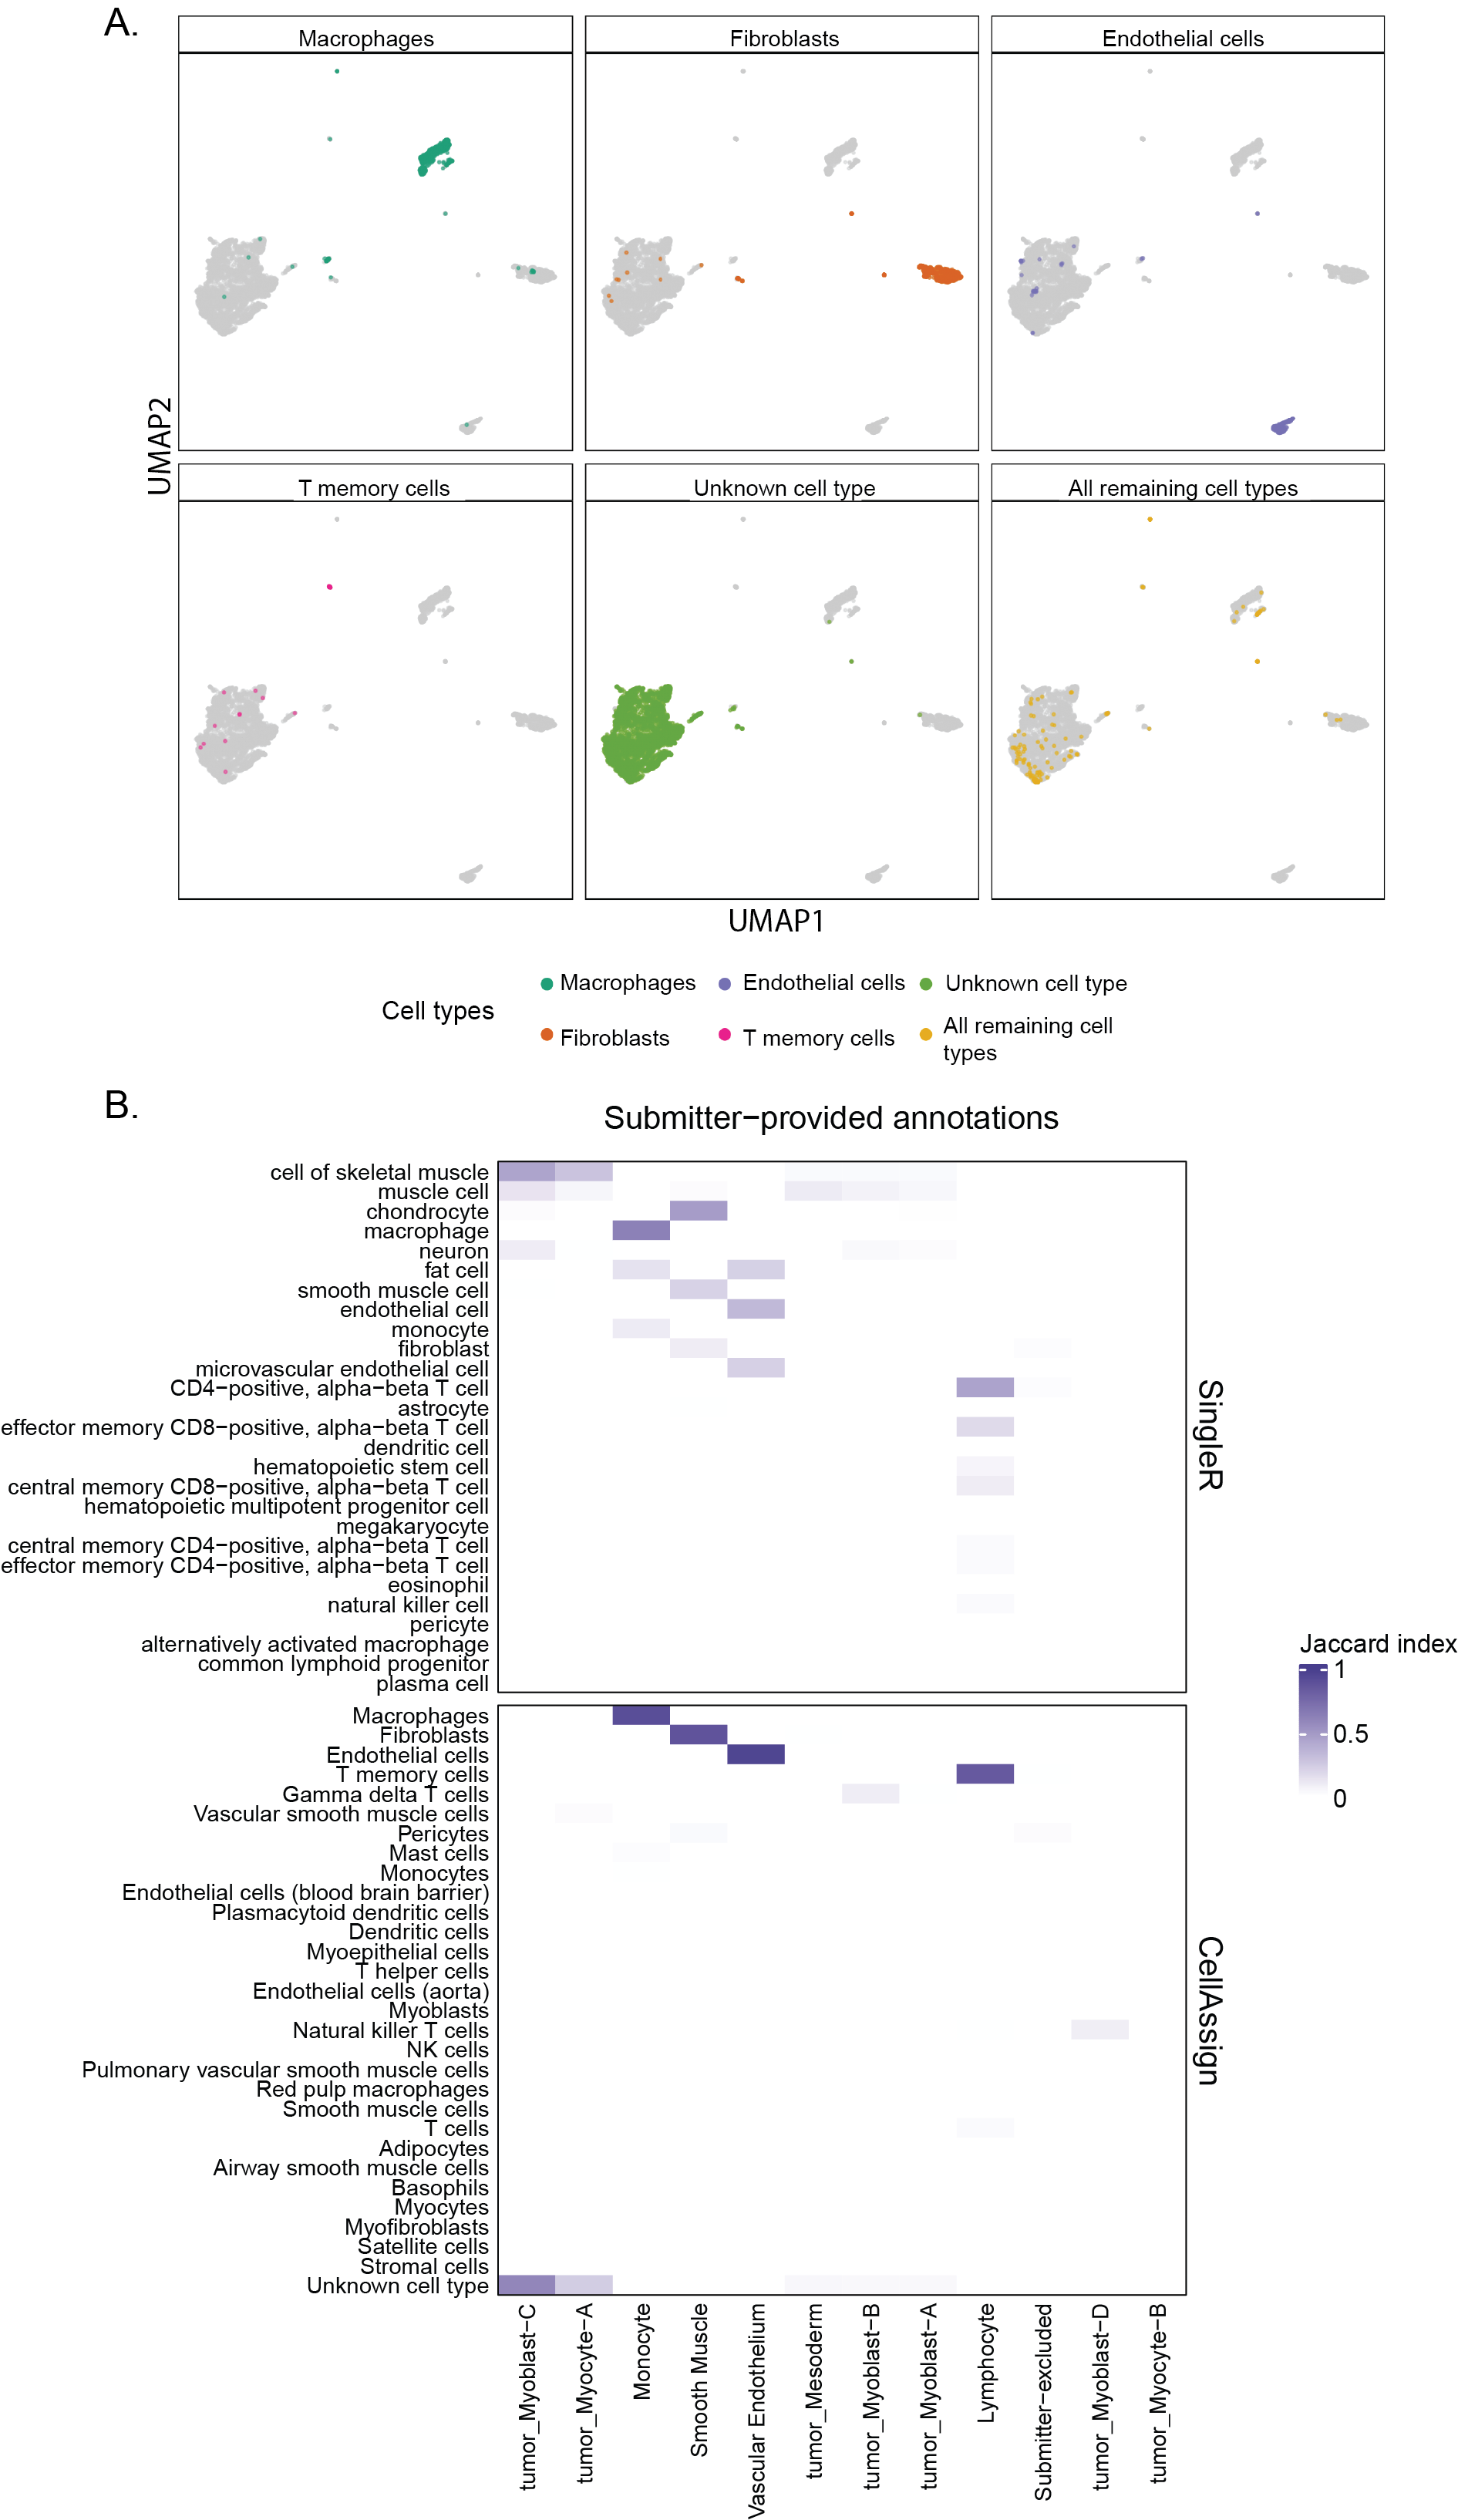 A.
Macrophages
Fibroblasts
Endothelial cells
UMAP2
T memory cells
Unknown cell type
All remaining cell types
UMAP1
Cell types
Macrophages
Endothelial cells
Unknown cell type
Fibroblasts
T memory cells
All remaining cell
types
B.
Submitter−provided annotations
cell of skeletal muscle
muscle cell
chondrocyte
macrophage
neuron
fat cell
smooth muscle cell
endothelial cell
monocyte
fibroblast
microvascular endothelial cell
CD4−positive, alpha−beta T cell
astrocyte
effector memory CD8−positive, alpha−beta T cell
dendritic cell
hematopoietic stem cell
central memory CD8−positive, alpha−beta T cell
hematopoietic multipotent progenitor cell
megakaryocyte
central memory CD4−positive, alpha−beta T cell
effector memory CD4−positive, alpha−beta T cell
eosinophil
natural killer cell
pericyte
alternatively activated macrophage
common lymphoid progenitor
plasma cell
SingleR
Jaccard index
1
0.5
0
Macrophages
Fibroblasts
Endothelial cells
T memory cells
Gamma delta T cells
Vascular smooth muscle cells
Pericytes
Mast cells
Monocytes
Endothelial cells (blood brain barrier)
Plasmacytoid dendritic cells
Dendritic cells
Myoepithelial cells
T helper cells
Endothelial cells (aorta)
Myoblasts
Natural killer T cells
NK cells
Pulmonary vascular smooth muscle cells
Red pulp macrophages
Smooth muscle cells
T cells
Adipocytes
Airway smooth muscle cells
Basophils
Myocytes
Myofibroblasts
Satellite cells
Stromal cells
Unknown cell type
CellAssign
tumor_Myoblast−C
tumor_Myocyte−A
Monocyte
Smooth Muscle
Vascular Endothelium
tumor_Mesoderm
tumor_Myoblast−B
tumor_Myoblast−A
Lymphocyte
Submitter−excluded
tumor_Myoblast−D
tumor_Myocyte−B